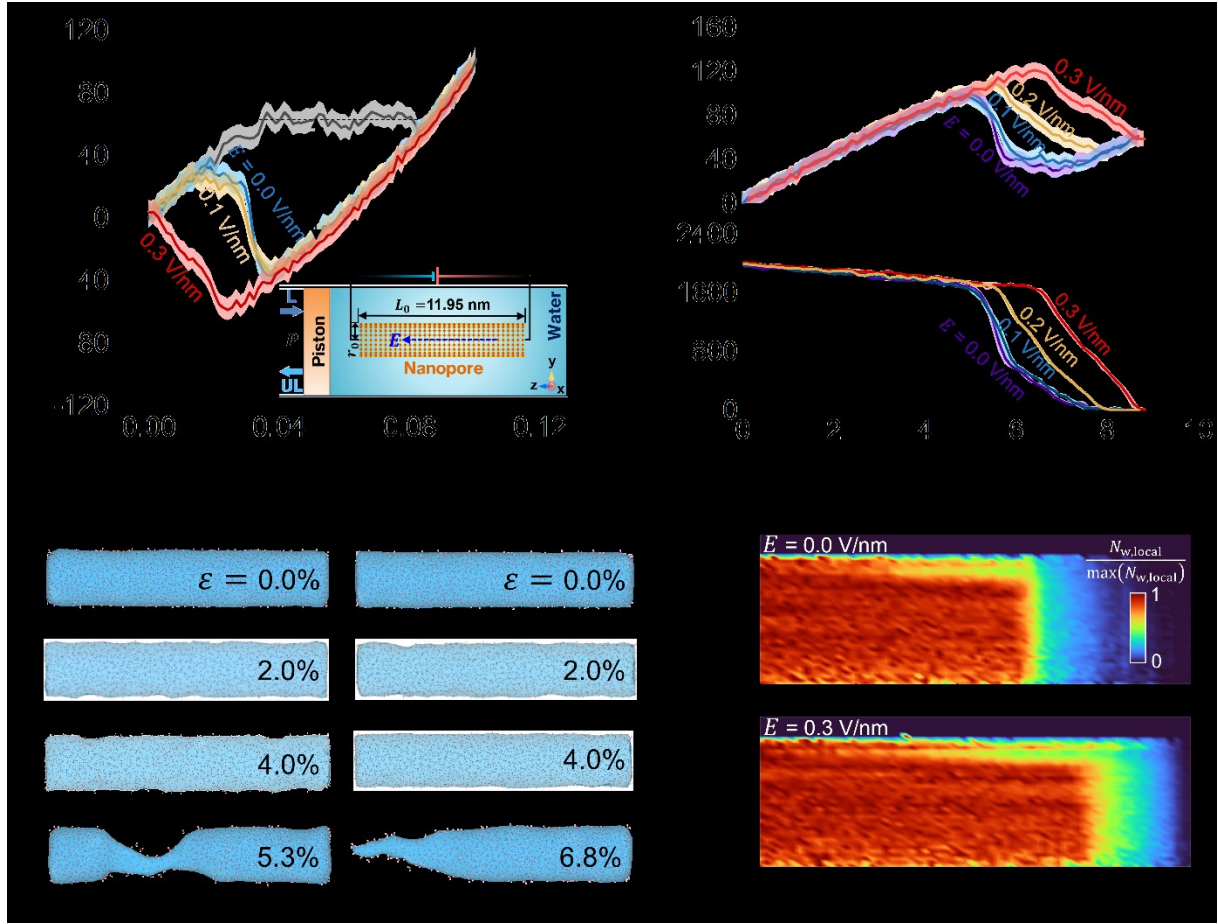 120
80
40
0
40
80
-120
0.00 0.04 0.08 0.12
E = 0.0 V/nm
0.1 V/nm
0.3 V/nm
L
P
UL
Piston
L₀ =11.95 nm
r₀
E
Nanopore
Water
y
z
x
160
120
80
40
0
0.3 V/nm
0.2 V/nm
0.1 V/nm
E = 0.0 V/nm
2400
1600
800
0
0 2 4 6 8 10
0.3 V/nm
0.2 V/nm
0.1 V/nm
E = 0.0 V/nm
ε = 0.0%
ε = 0.0%
2.0%
2.0%
4.0%
4.0%
5.3%
6.8%
E = 0.0 V/nm
N_w,local
max(N_w,local)
1
0
E = 0.3 V/nm